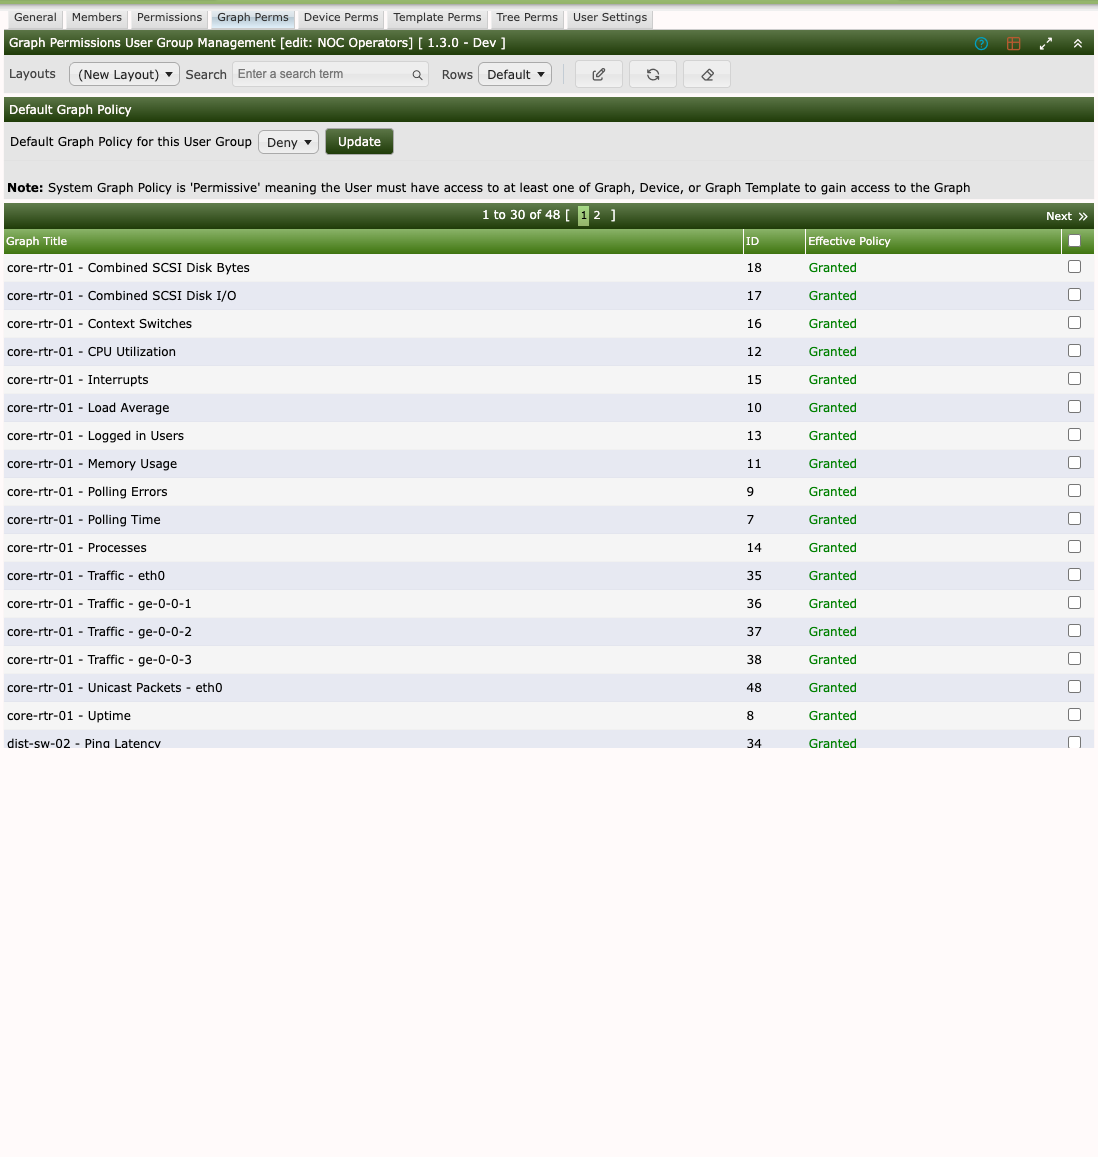 General Members Permissions Graph Perms Device Perms Template Perms Tree Perms User Settings
Graph Permissions User Group Management [edit: NOC Operators] [ 1.3.0 - Dev ]
Layouts (New Layout) Search Enter a search term Rows Default
Default Graph Policy
Default Graph Policy for this User Group Deny Update
Note: System Graph Policy is 'Permissive' meaning the User must have access to at least one of Graph, Device, or Graph Template to gain access to the Graph
1 to 30 of 48 [ 1 2 ] Next
Graph Title ID Effective Policy
core-rtr-01 - Combined SCSI Disk Bytes 18 Granted
core-rtr-01 - Combined SCSI Disk I/O 17 Granted
core-rtr-01 - Context Switches 16 Granted
core-rtr-01 - CPU Utilization 12 Granted
core-rtr-01 - Interrupts 15 Granted
core-rtr-01 - Load Average 10 Granted
core-rtr-01 - Logged in Users 13 Granted
core-rtr-01 - Memory Usage 11 Granted
core-rtr-01 - Polling Errors 9 Granted
core-rtr-01 - Polling Time 7 Granted
core-rtr-01 - Processes 14 Granted
core-rtr-01 - Traffic - eth0 35 Granted
core-rtr-01 - Traffic - ge-0-0-1 36 Granted
core-rtr-01 - Traffic - ge-0-0-2 37 Granted
core-rtr-01 - Traffic - ge-0-0-3 38 Granted
core-rtr-01 - Unicast Packets - eth0 48 Granted
core-rtr-01 - Uptime 8 Granted
dist-sw-02 - Ping Latency 34 Granted